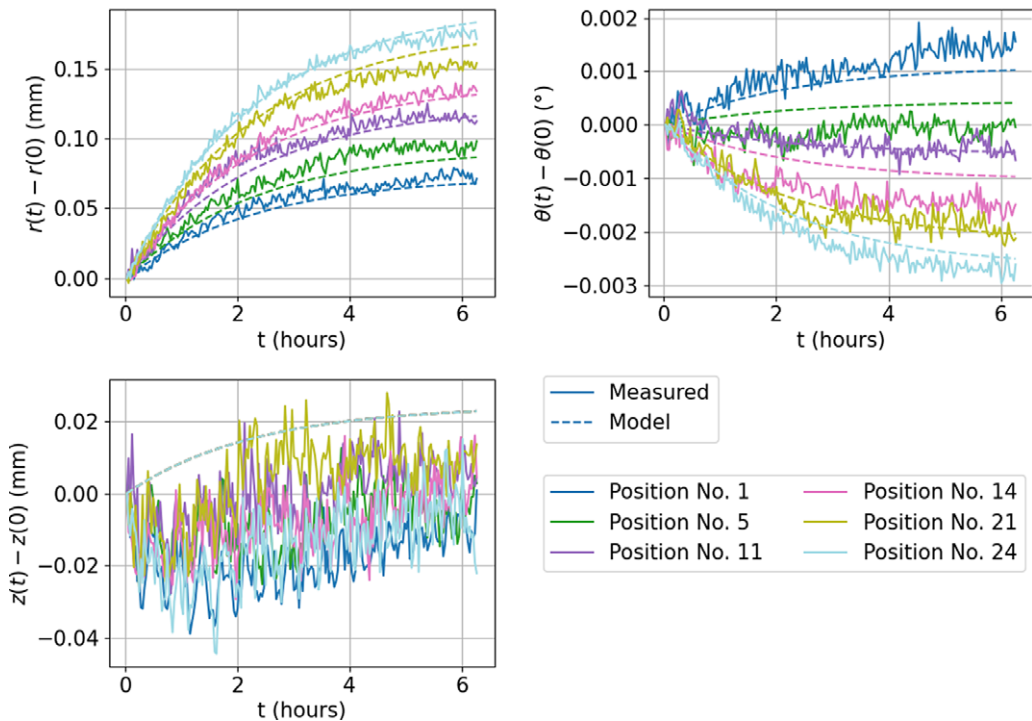 r(t) − r(0) (mm)
0.15
0.10
0.05
0.00
0 2 4 6
t (hours)
θ(t) − θ(0) (°)
0.002
0.001
0.000
−0.001
−0.002
−0.003
0 2 4 6
t (hours)
z(t) − z(0) (mm)
0.02
0.00
−0.02
−0.04
0 2 4 6
t (hours)
Measured
Model
Position No. 1
Position No. 5
Position No. 11
Position No. 14
Position No. 21
Position No. 24